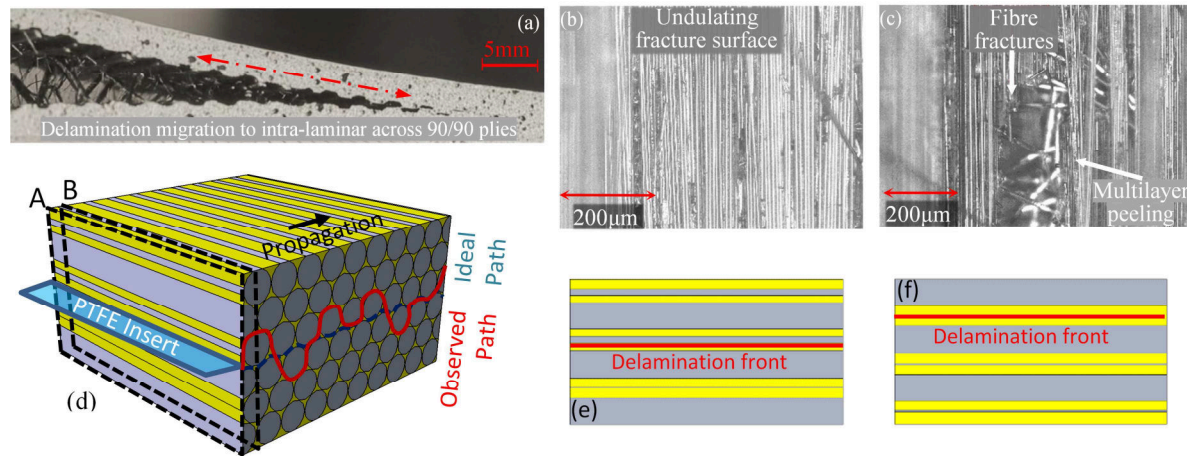 (a)
5mm
Delamination migration to intra-laminar across 90/90 plies
(b)
Undulating
fracture surface
200μm
(c)
Fibre
fractures
Multilayer
peeling
200μm
A
B
Propagation
Ideal
Path
PTFE Insert
Observed
Path
(d)
Delamination front
(e)
(f)
Delamination front